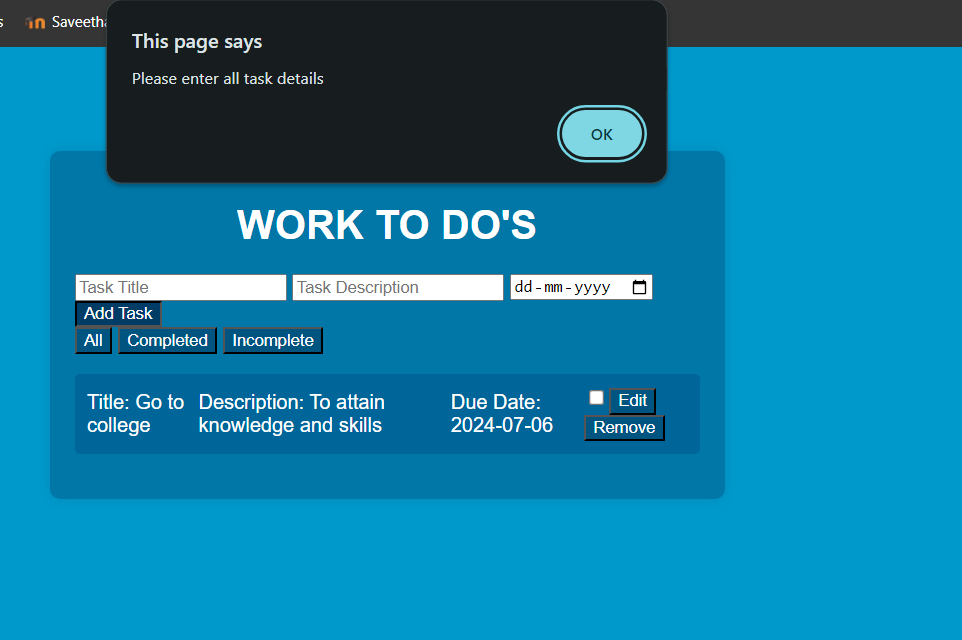 s Saveetha
This page says
Please enter all task details
OK
WORK TO DO'S
Task Title Task Description dd-mm-yyyy
Add Task
All Completed Incomplete
Title: Go to college Description: To attain knowledge and skills Due Date: 2024-07-06 Edit
Remove